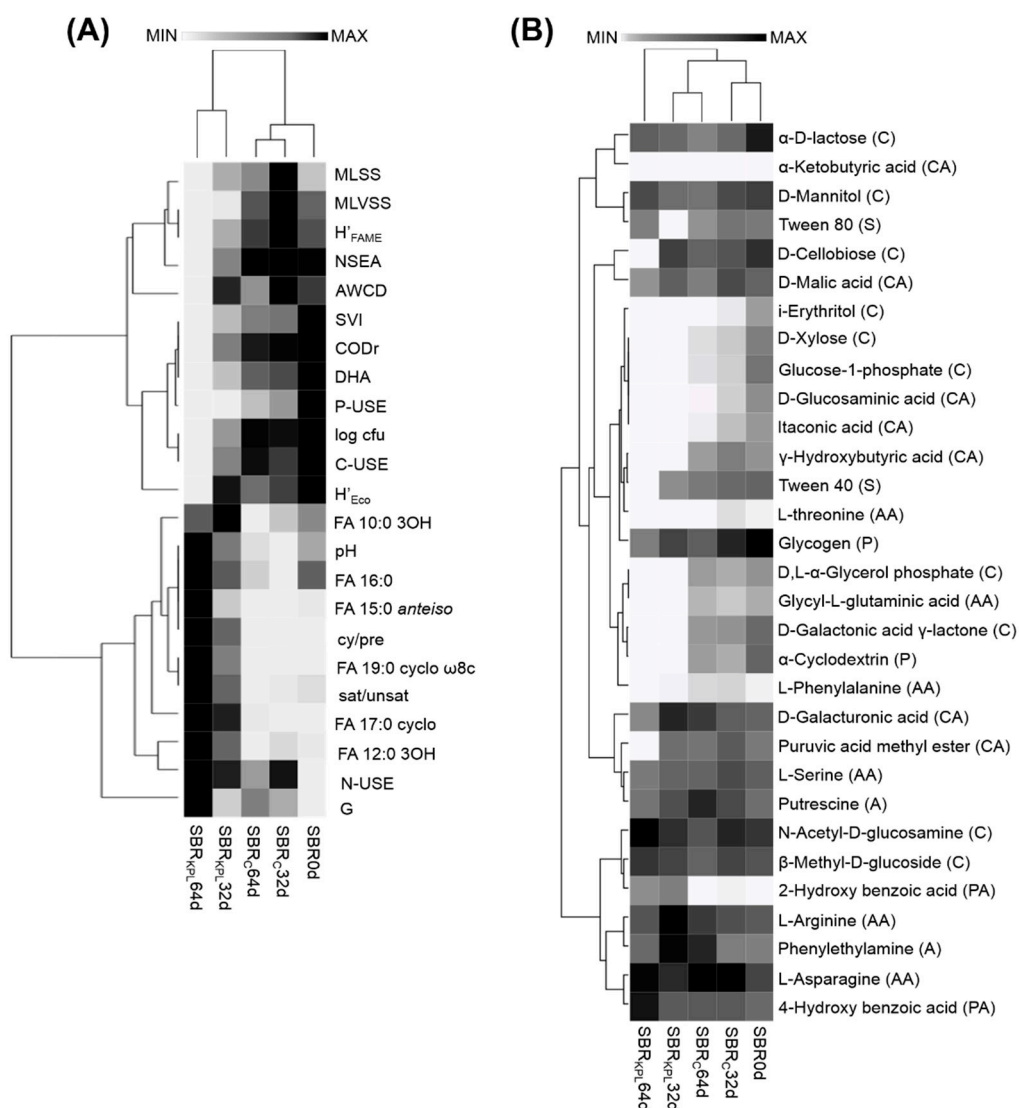 (A)
MIN MAX
MLSS
MLVSS
H'FAME
NSEA
AWCD
SVI
CODr
DHA
P-USE
log cfu
C-USE
H'Eco
FA 10:0 3OH
pH
FA 16:0
FA 15:0 anteiso
cy/pre
FA 19:0 cyclo ω8c
sat/unsat
FA 17:0 cyclo
FA 12:0 3OH
N-USE
G
SBRKPL64d
SBRKPL32d
SBRC64d
SBRC32d
SBR0d
(B)
MIN MAX
α-D-lactose (C)
α-Ketobutyric acid (CA)
D-Mannitol (C)
Tween 80 (S)
D-Cellobiose (C)
D-Malic acid (CA)
i-Erythritol (C)
D-Xylose (C)
Glucose-1-phosphate (C)
D-Glucosaminic acid (CA)
Itaconic acid (CA)
γ-Hydroxybutyric acid (CA)
Tween 40 (S)
L-threonine (AA)
Glycogen (P)
D,L-α-Glycerol phosphate (C)
Glycyl-L-glutaminic acid (AA)
D-Galactonic acid γ-lactone (C)
α-Cyclodextrin (P)
L-Phenylalanine (AA)
D-Galacturonic acid (CA)
Puruvic acid methyl ester (CA)
L-Serine (AA)
Putrescine (A)
N-Acetyl-D-glucosamine (C)
β-Methyl-D-glucoside (C)
2-Hydroxy benzoic acid (PA)
L-Arginine (AA)
Phenylethylamine (A)
L-Asparagine (AA)
4-Hydroxy benzoic acid (PA)
SBRKPL64d
SBRKPL32d
SBRC64d
SBRC32d
SBR0d